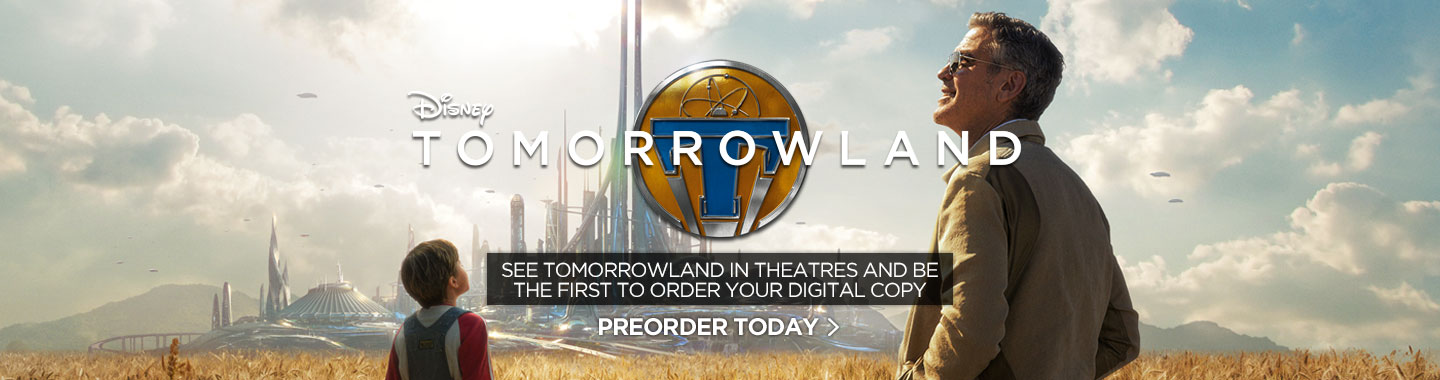 Disney
TOMORROWLAND
T
SEE TOMORROWLAND IN THEATRES AND BE
THE FIRST TO ORDER YOUR DIGITAL COPY
PREORDER TODAY >